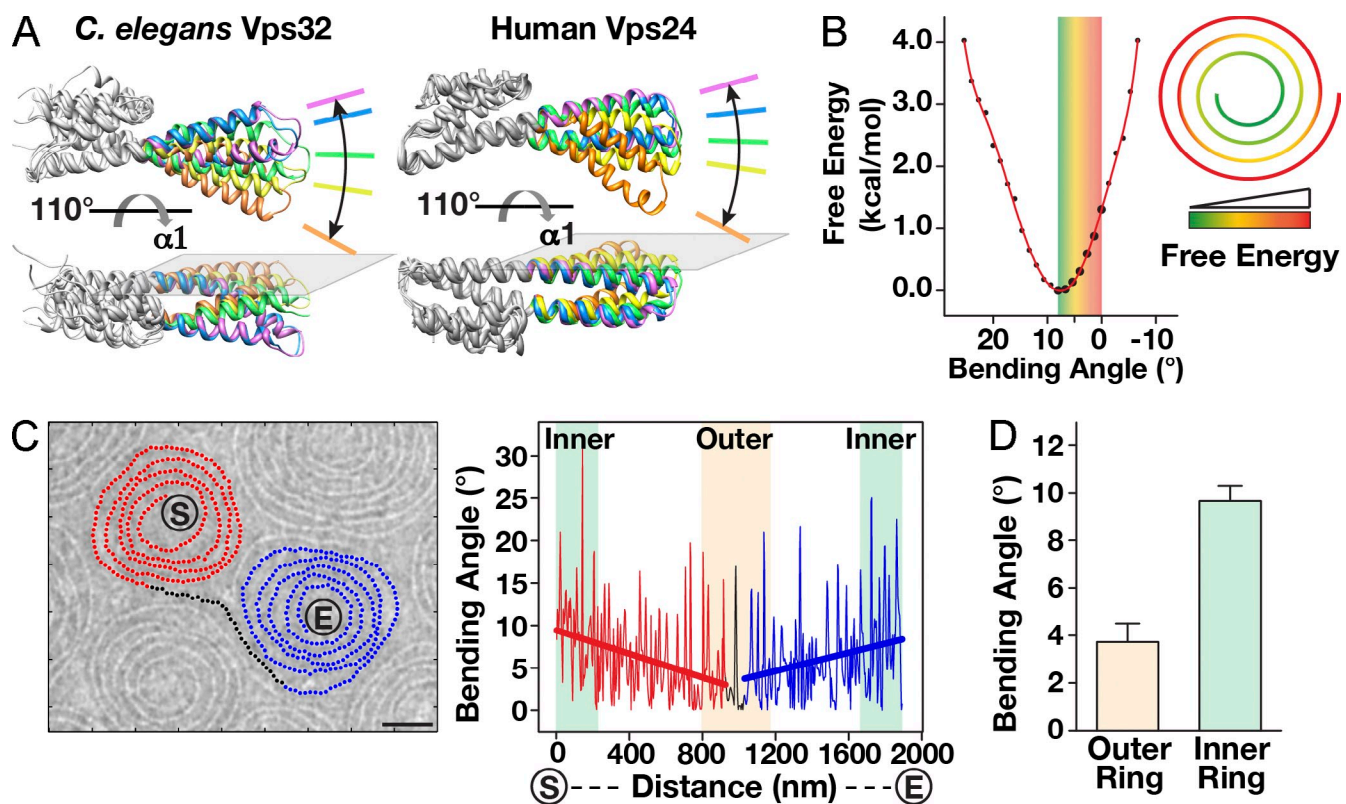 A
C. elegans Vps32
Human Vps24
110°
α1
110°
α1
B
Free Energy
(kcal/mol)
4.0
3.0
2.0
1.0
0.0
20
10
0
-10
Bending Angle (°)
Free Energy
C
S
E
Inner
Outer
Inner
Bending Angle (°)
30
25
20
15
10
5
0
0
400
800
1200
1600
2000
S --- Distance (nm) --- E
D
Bending Angle (°)
12
10
8
6
4
2
0
Outer
Ring
Inner
Ring